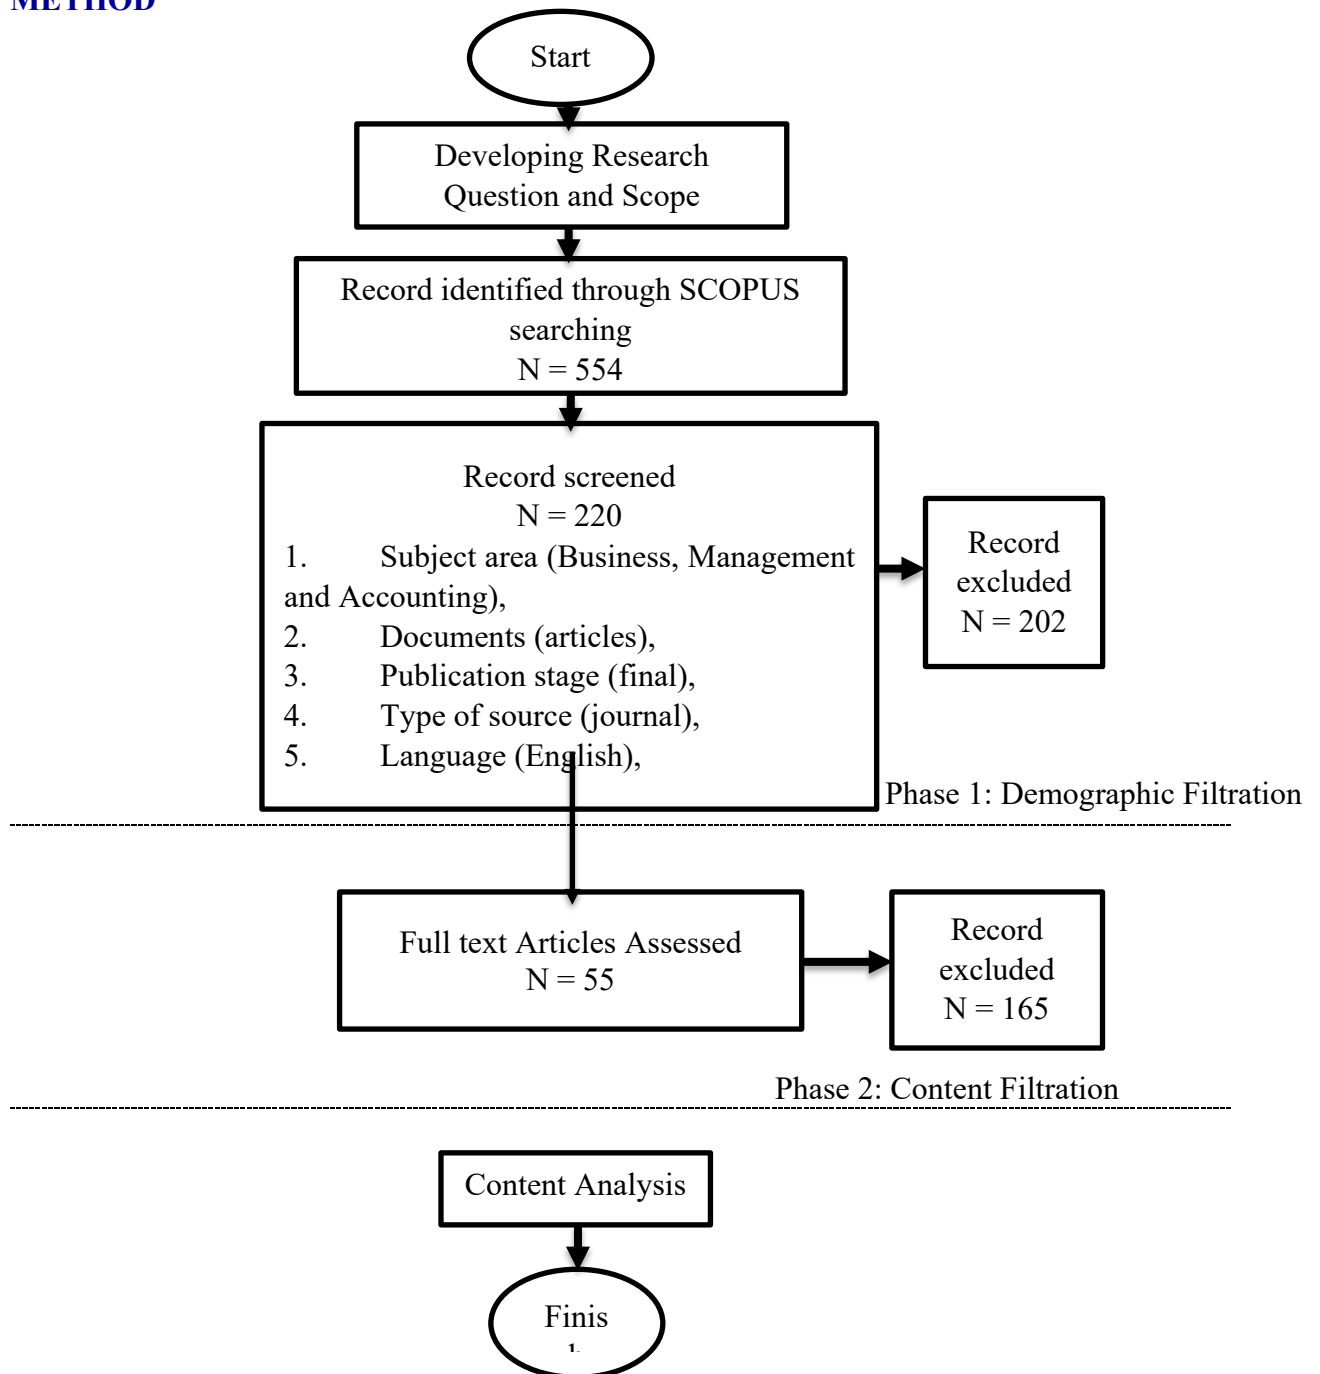 METHOD
Start
Developing Research
Question and Scope
Record identified through SCOPUS
searching
N = 554
Record screened
N = 220
1. Subject area (Business, Management
and Accounting),
2. Documents (articles),
3. Publication stage (final),
4. Type of source (journal),
5. Language (English),
Record
excluded
N = 202
Phase 1: Demographic Filtration
Full text Articles Assessed
N = 55
Record
excluded
N = 165
Phase 2: Content Filtration
Content Analysis
Finis
h